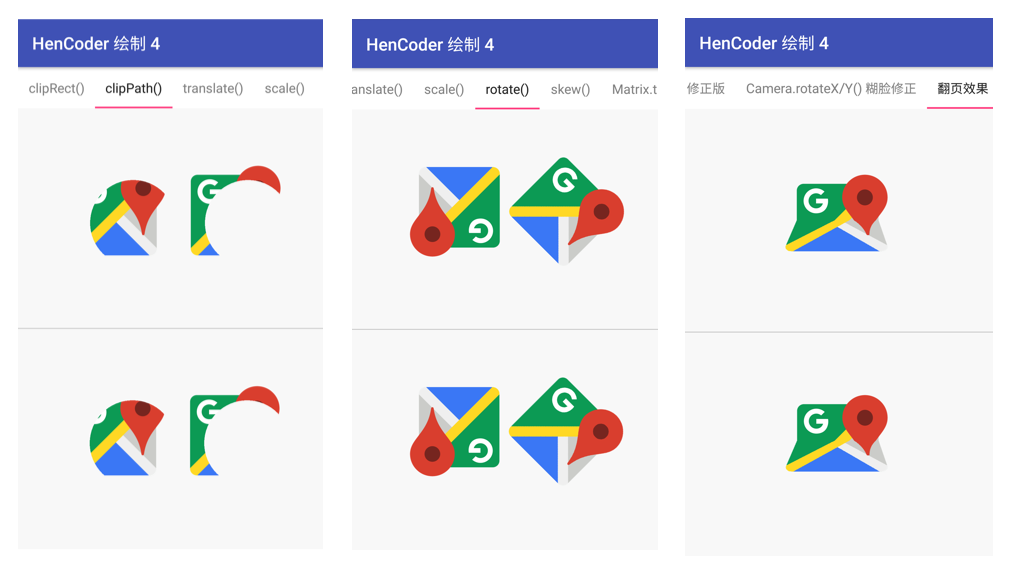 HenCoder 绘制 4
clipRect() clipPath() translate() scale()
HenCoder 绘制 4
anslate() scale() rotate() skew() Matrix.t
HenCoder 绘制 4
修正版 Camera.rotateX/Y() 糊脸修正 翻页效果